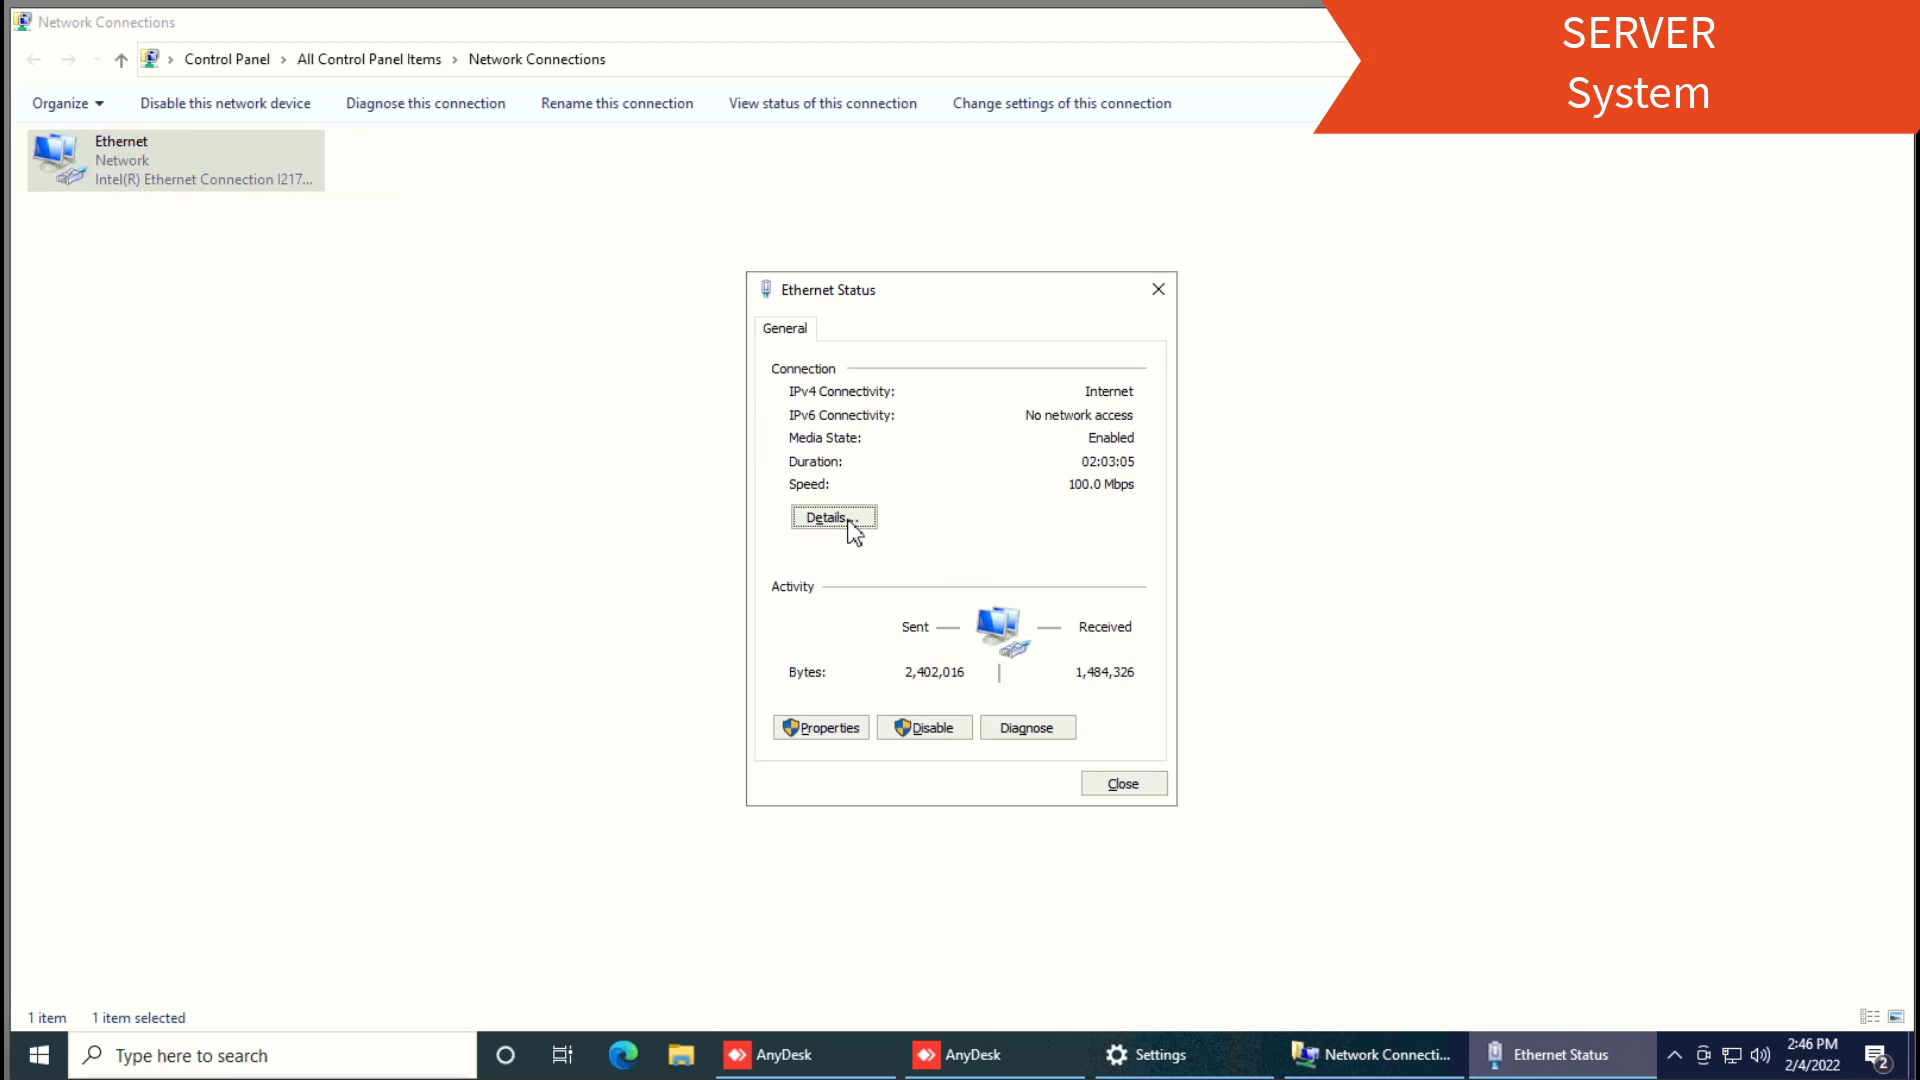 Network Connections
SERVER
System
Control Panel › All Control Panel Items › Network Connections
Organize Disable this network device Diagnose this connection Rename this connection View status of this connection Change settings of this connection
Ethernet
Network
Intel(R) Ethernet Connection I217...
Ethernet Status
General
Connection
IPv4 Connectivity: Internet
IPv6 Connectivity: No network access
Media State: Enabled
Duration: 02:03:05
Speed: 100.0 Mbps
Details...
Activity
Sent Received
Bytes: 2,402,016 1,484,326
Properties Disable Diagnose
Close
1 item 1 item selected
Type here to search AnyDesk AnyDesk Settings Network Connecti... Ethernet Status
2:46 PM
2/4/2022
2